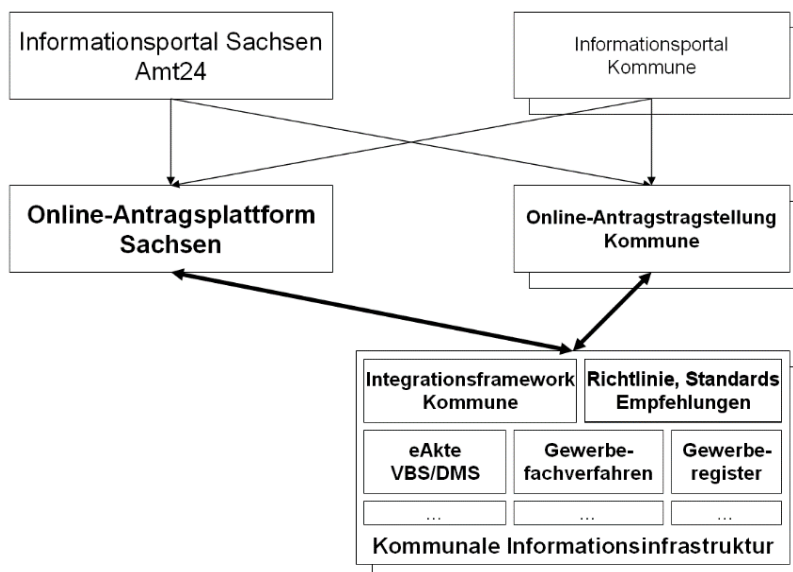 Informationsportal Sachsen
Amt24
Informationsportal
Kommune
Online-Antragsplattform
Sachsen
Online-Antragstragstellung
Kommune
Integrationsframework
Kommune
Richtlinie, Standards
Empfehlungen
eAkte
VBS/DMS
Gewerbe-
fachverfahren
Gewerbe-
register
...
...
...
Kommunale Informationsinfrastruktur